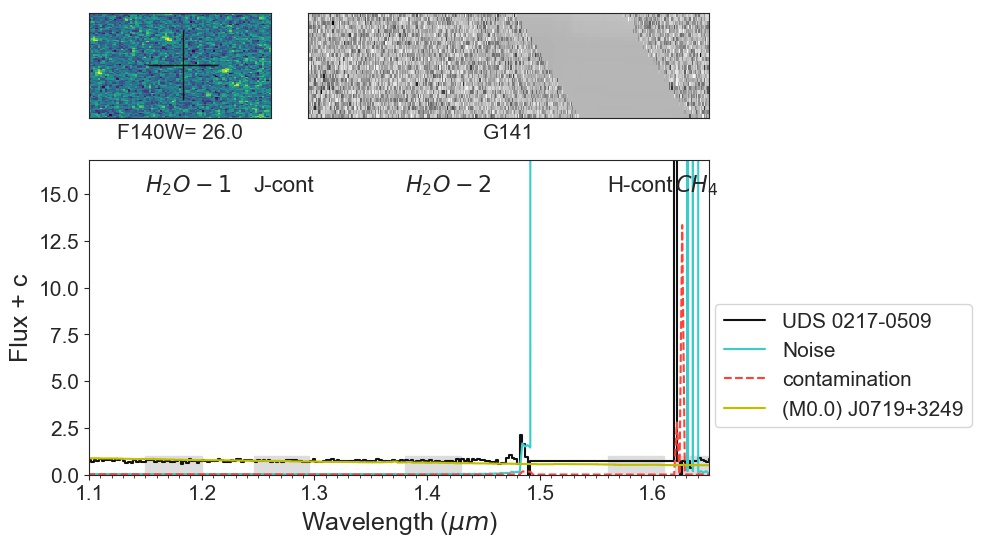 F140W= 26.0
G141
H₂O − 1 J-cont H₂O − 2 H-cont CH₄
15.0
12.5
10.0
7.5
5.0
2.5
0.0
Flux + c
1.1 1.2 1.3 1.4 1.5 1.6
Wavelength (μm)
UDS 0217-0509
Noise
contamination
(M0.0) J0719+3249